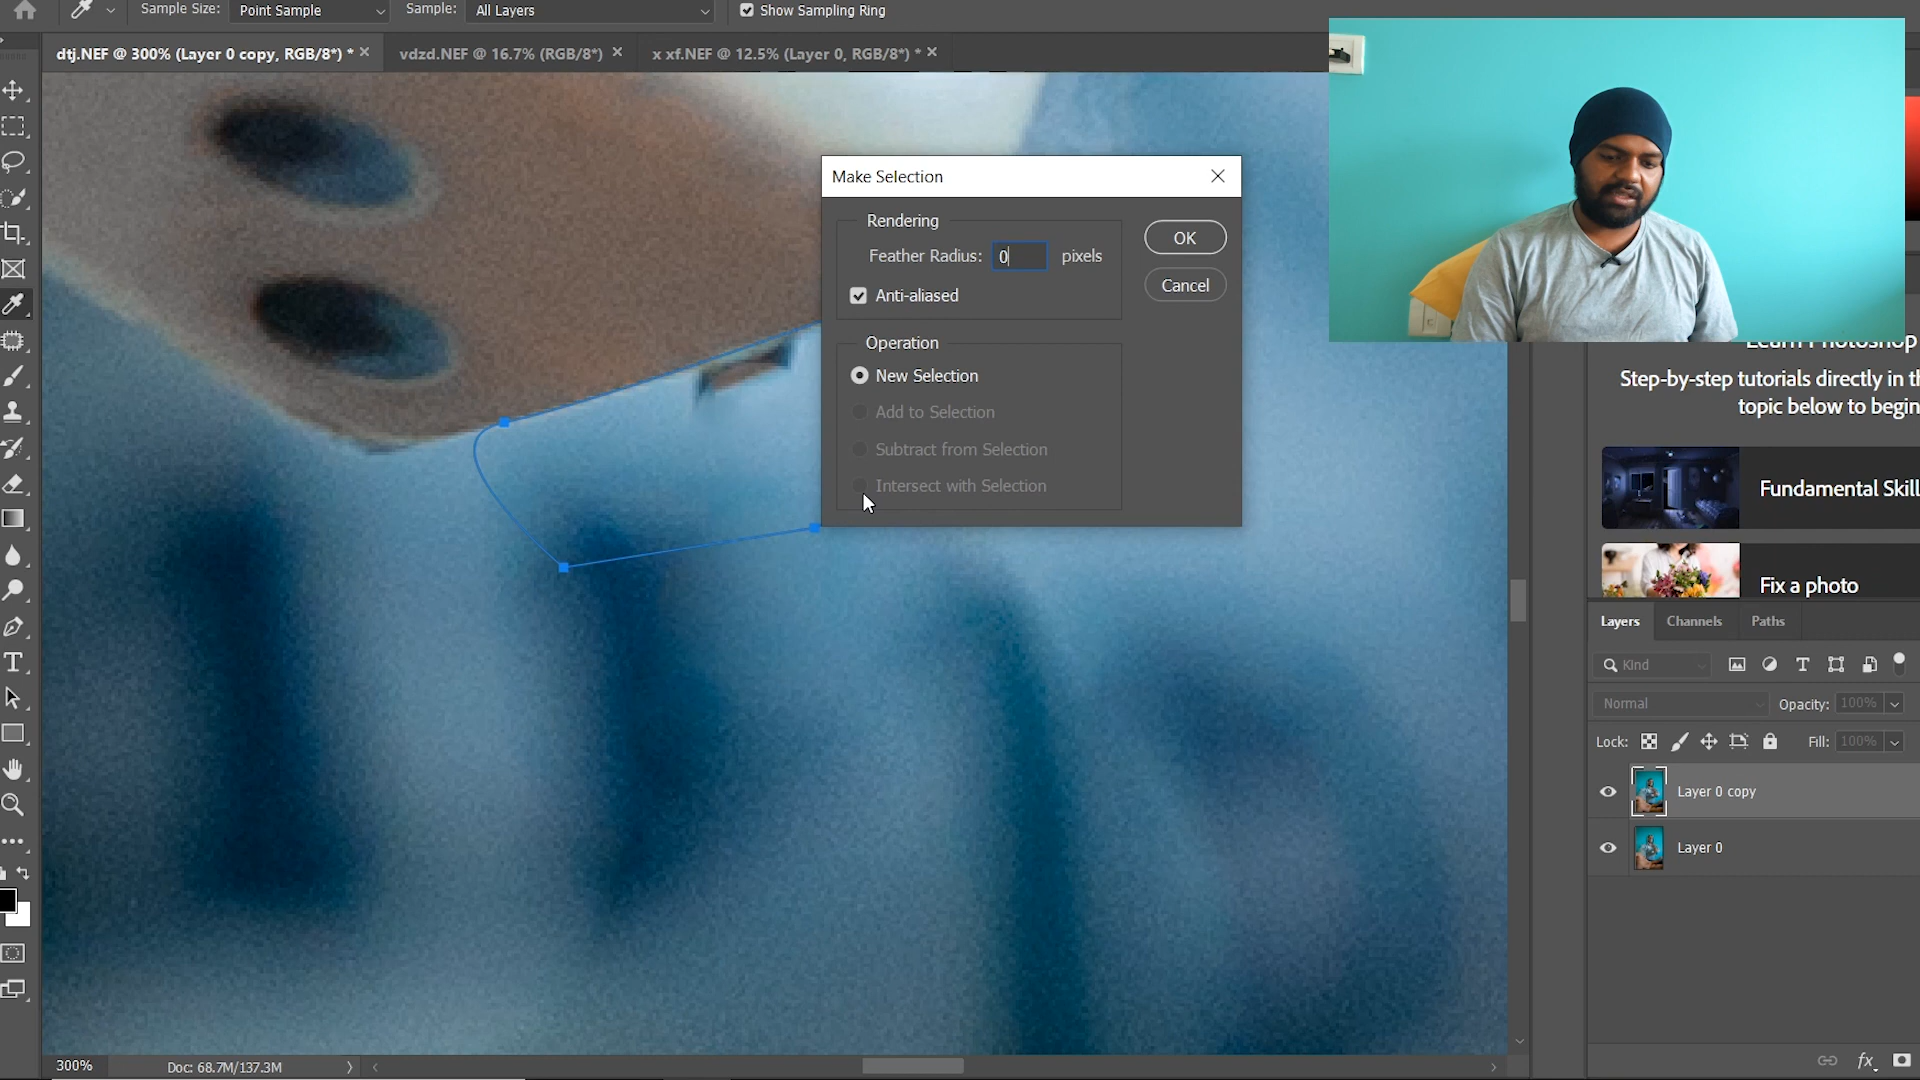 Sample Size: Point Sample Sample: All Layers Show Sampling Ring
dtj.NEF @ 300% (Layer 0 copy, RGB/8*) * vdzd.NEF @ 16.7% (RGB/8*) x xf.NEF @ 12.5% (Layer 0, RGB/8*) *
Make Selection
Rendering
Feather Radius: 0 pixels
OK
Anti-aliased
Cancel
Operation
New Selection
Add to Selection
Subtract from Selection
Intersect with Selection
Learn Photoshop
Step-by-step tutorials directly in th
topic below to begin
Fundamental Skill
Fix a photo
Layers Channels Paths
Kind
Normal Opacity: 100%
Lock: Fill: 100%
Layer 0 copy
Layer 0
fx
300% Doc: 68.7M/137.3M